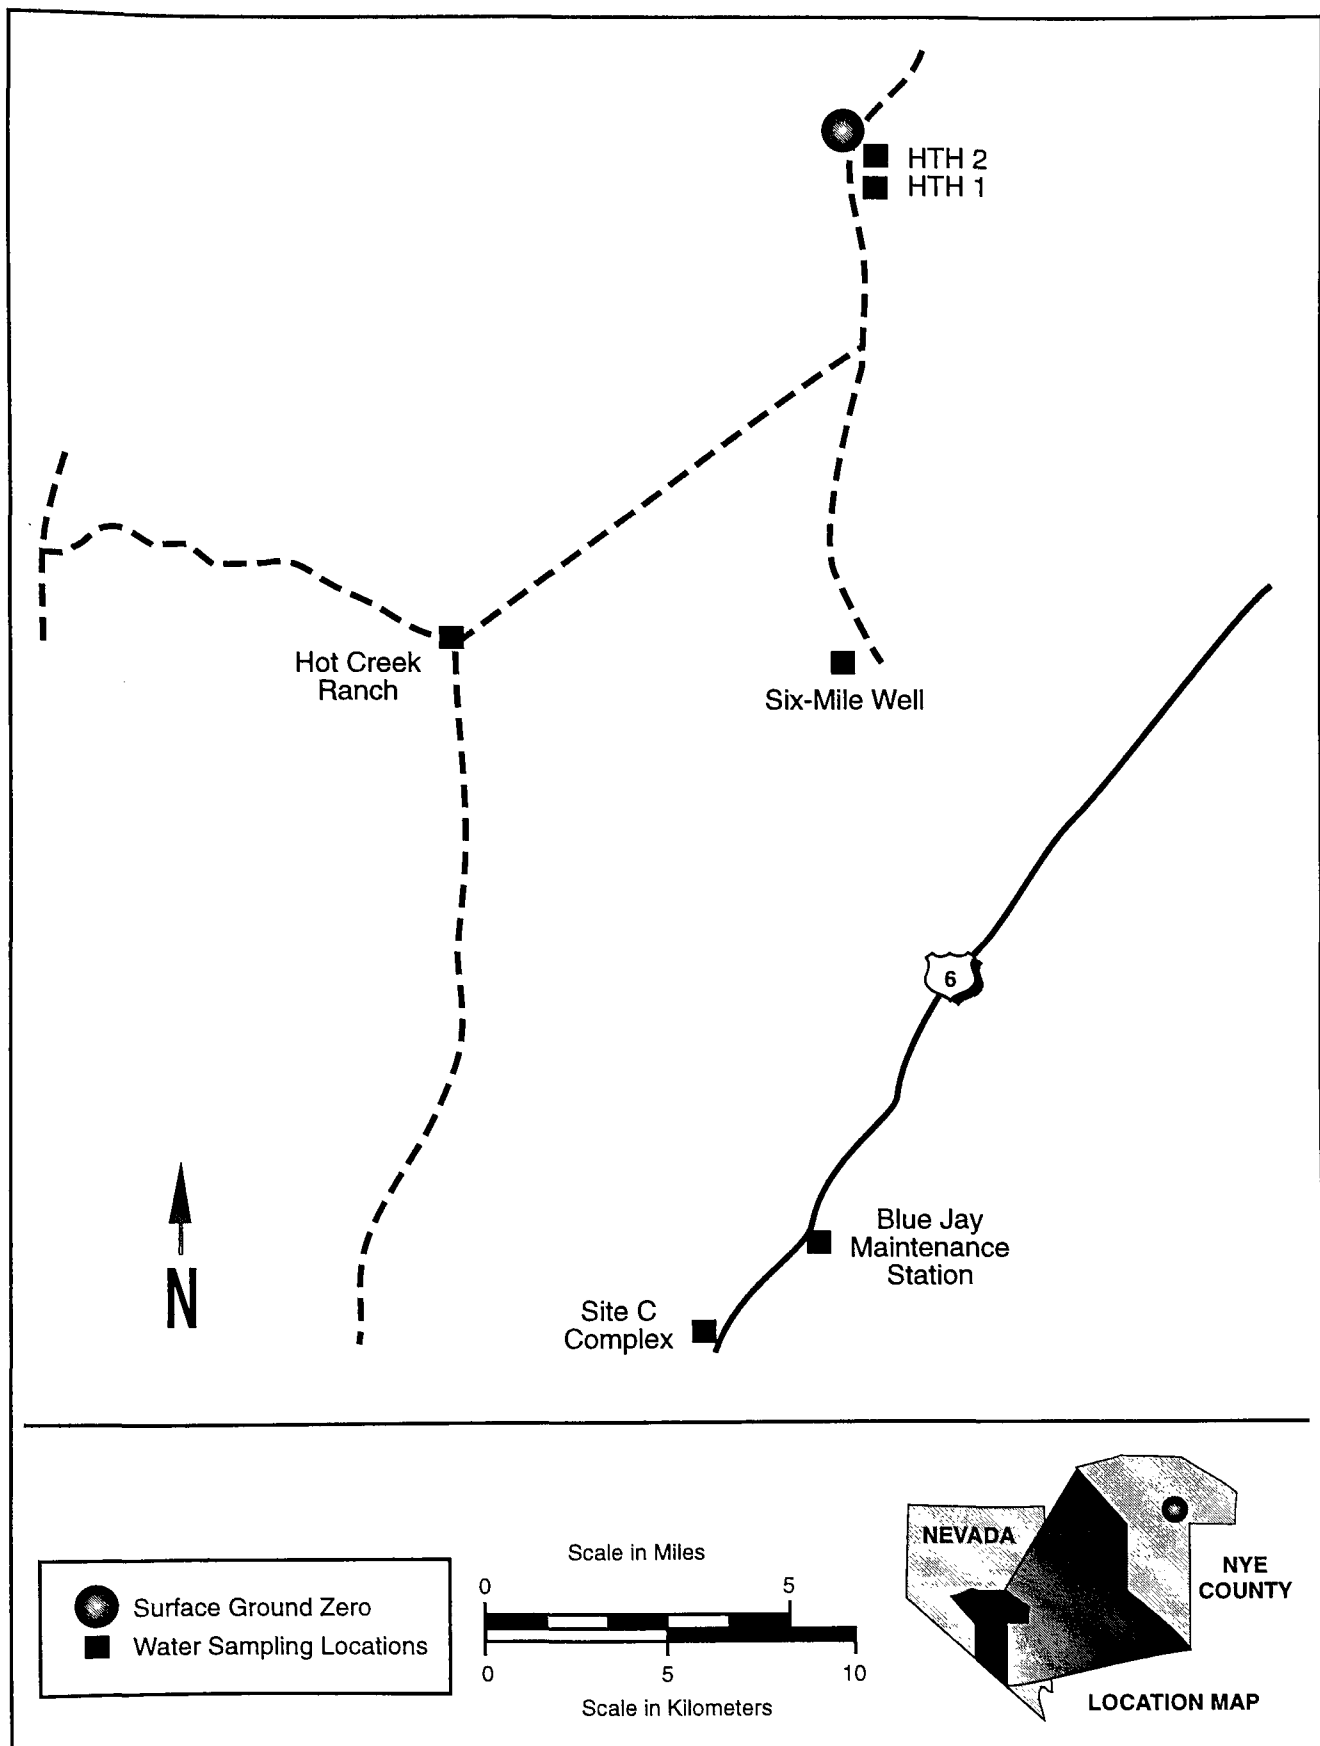 HTH 2
HTH 1
Hot Creek
Ranch
Six-Mile Well
6
Blue Jay
Maintenance
Station
Site C
Complex
N
Surface Ground Zero
Water Sampling Locations
Scale in Miles
0 5
0 5 10
Scale in Kilometers
NEVADA
NYE
COUNTY
LOCATION MAP